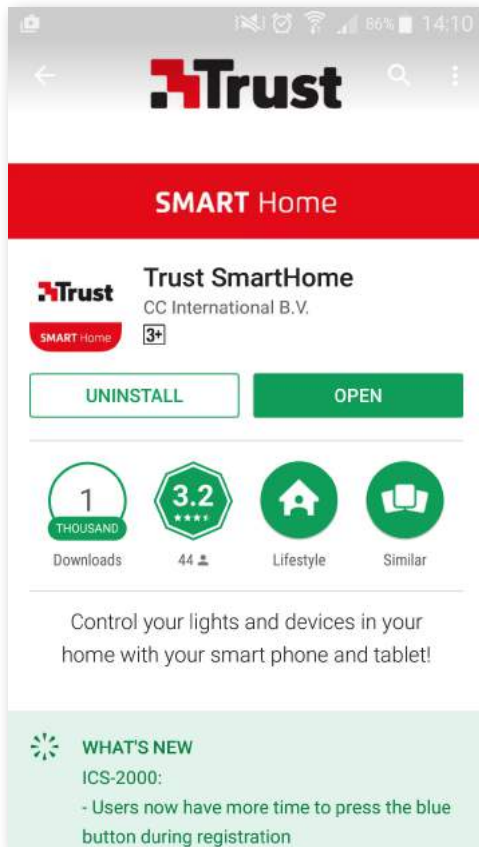 86% 14:10
Trust
SMART Home
Trust
SMART Home
Trust SmartHome
CC International B.V.
3+
UNINSTALL
OPEN
1
THOUSAND
Downloads
3.2
44
Lifestyle
Similar
Control your lights and devices in your
home with your smart phone and tablet!
WHAT'S NEW
ICS-2000:
- Users now have more time to press the blue
button during registration